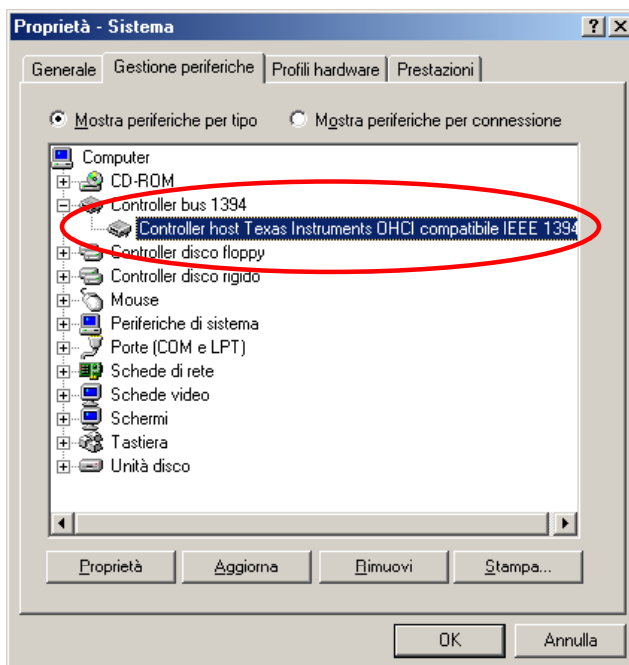 Proprietà - Sistema
Generale Gestione periferiche Profili hardware Prestazioni
Mostra periferiche per tipo Mostra periferiche per connessione
Computer
CD-ROM
Controller bus 1394
Controller host Texas Instruments OHCI compatibile IEEE 1394
Controller disco floppy
Controller disco rigido
Mouse
Periferiche di sistema
Porte (COM e LPT)
Schede di rete
Schede video
Schermi
Tastiera
Unità disco
Proprietà Aggiorna Rimuovi Stampa...
OK Annulla